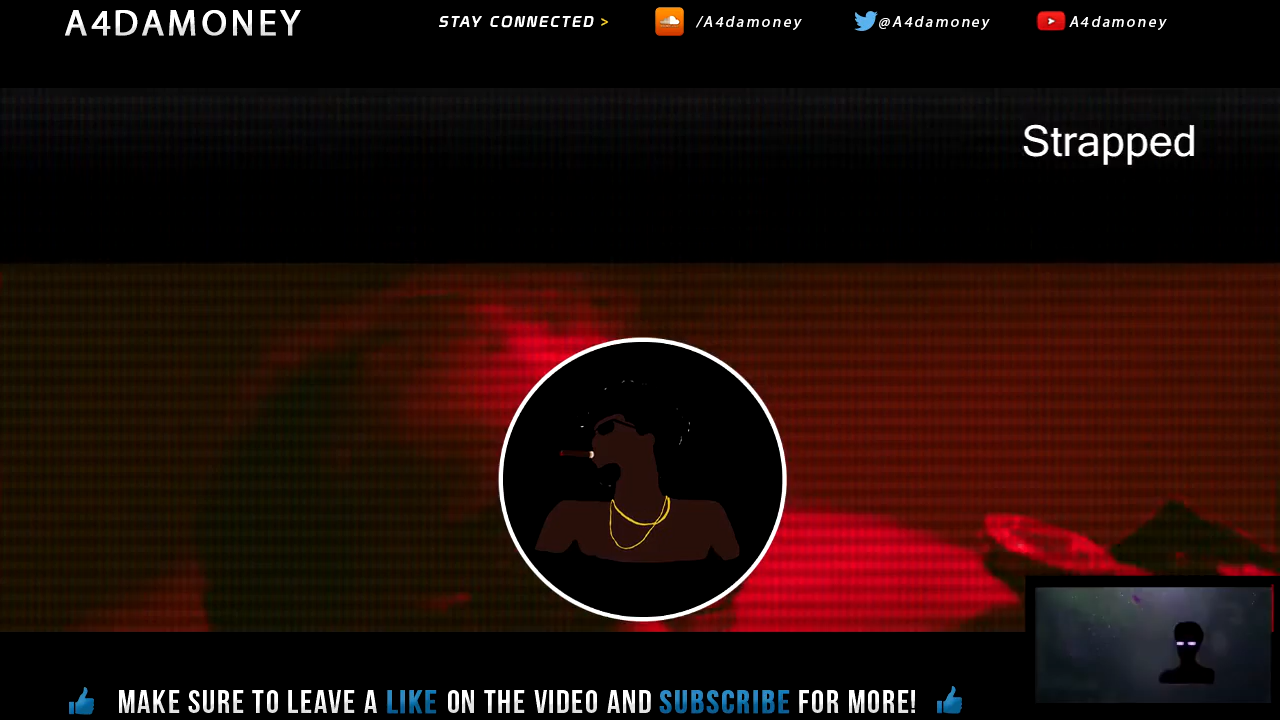 A4DAMONEY
STAY CONNECTED > /A4damoney @A4damoney A4damoney
Strapped
MAKE SURE TO LEAVE A LIKE ON THE VIDEO AND SUBSCRIBE FOR MORE!